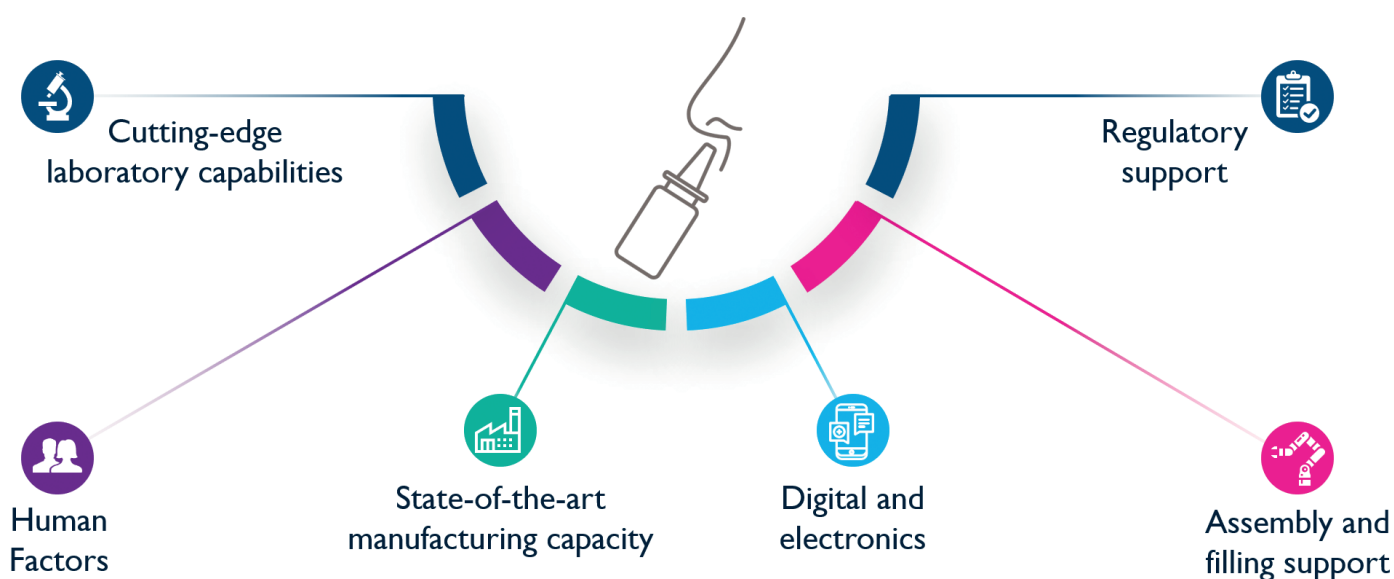 Cutting-edge
laboratory capabilities
Regulatory
support
Human
Factors
State-of-the-art
manufacturing capacity
Digital and
electronics
Assembly and
filling support